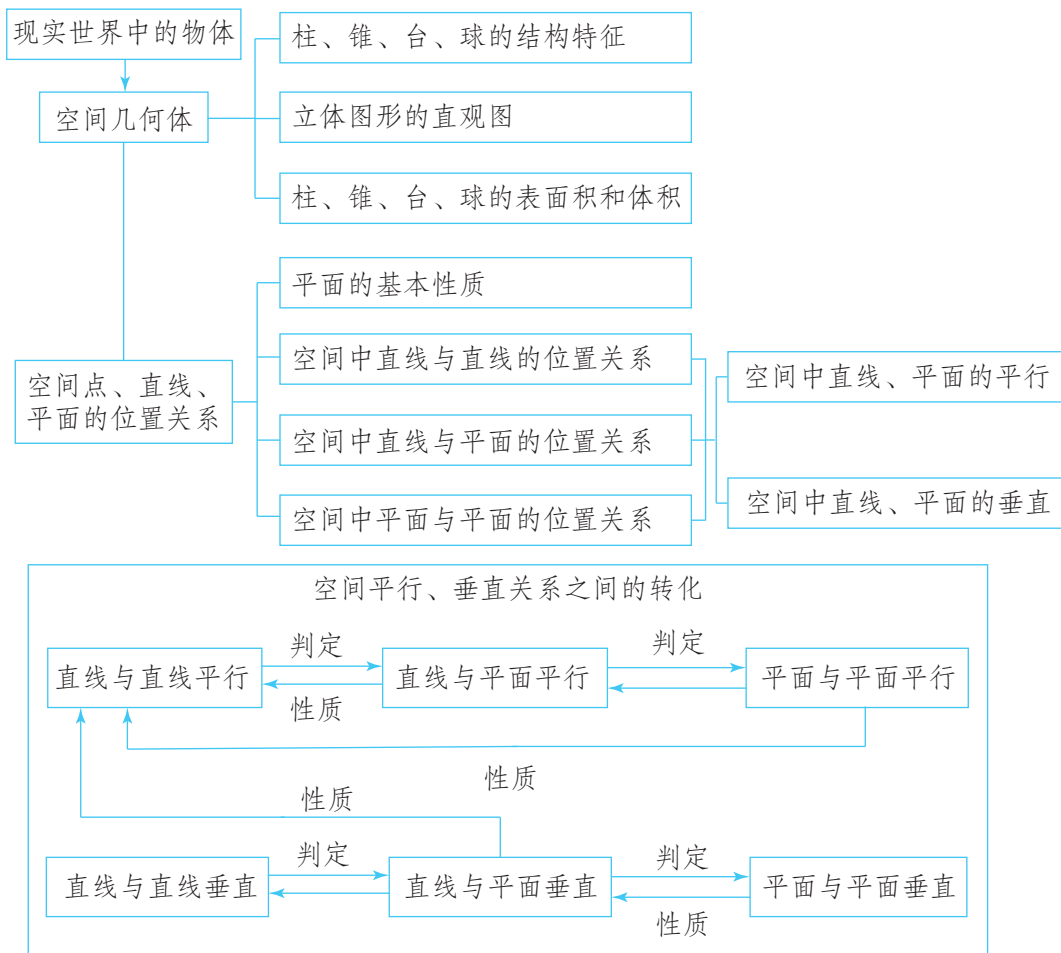 现实世界中的物体
柱、锥、台、球的结构特征
空间几何体
立体图形的直观图
柱、锥、台、球的表面积和体积
平面的基本性质
空间点、直线、
平面的位置关系
空间中直线与直线的位置关系
空间中直线与平面的位置关系
空间中平面与平面的位置关系
空间中直线、平面的平行
空间中直线、平面的垂直
空间平行、垂直关系之间的转化
直线与直线平行
判定
性质
直线与平面平行
判定
平面与平面平行
性质
性质
直线与直线垂直
判定
直线与平面垂直
判定
性质
平面与平面垂直